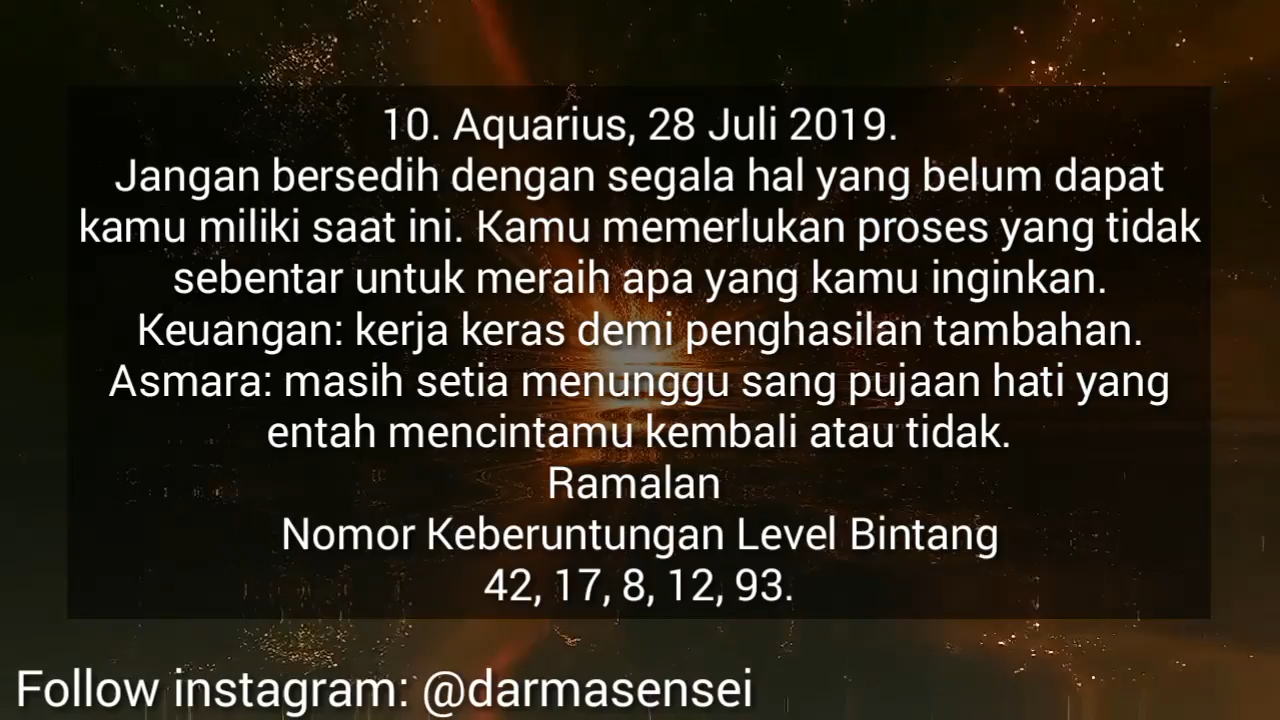 10. Aquarius, 28 Juli 2019.
Jangan bersedih dengan segala hal yang belum dapat
kamu miliki saat ini. Kamu memerlukan proses yang tidak
sebentar untuk meraih apa yang kamu inginkan.
Keuangan: kerja keras demi penghasilan tambahan.
Asmara: masih setia menunggu sang pujaan hati yang
entah mencintamu kembali atau tidak.
Ramalan
Nomor Keberuntungan Level Bintang
42, 17, 8, 12, 93.
Follow instagram: @darmasensei